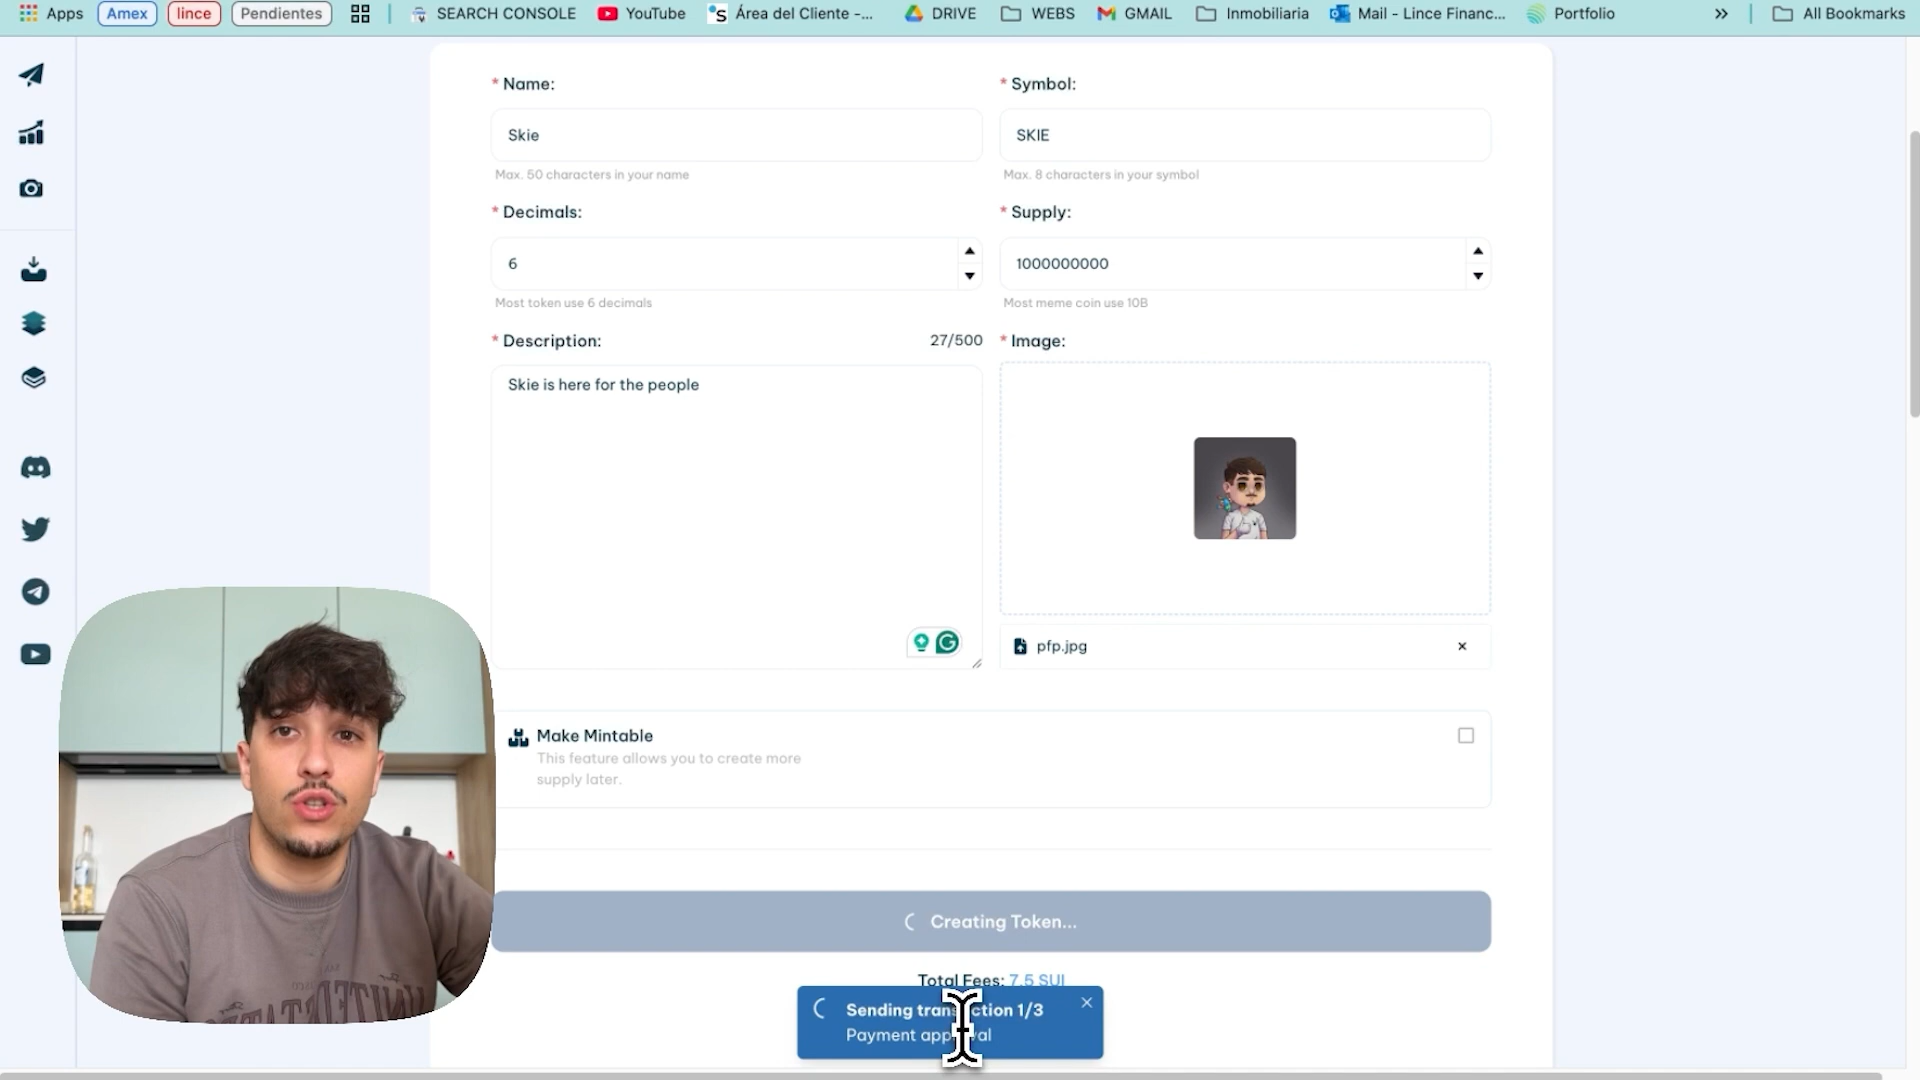 Apps
Amex
lince
Pendientes
SEARCH CONSOLE
YouTube
Área del Cliente -...
DRIVE
WEBS
GMAIL
Inmobiliaria
Mail - Lince Financ...
Portfolio
All Bookmarks
* Name:
* Symbol:
Skie
SKIE
Max. 50 characters in your name
Max. 8 characters in your symbol
* Decimals:
* Supply:
6
1000000000
Most token use 6 decimals
Most meme coin use 10B
* Description:
27/500
* Image:
Skie is here for the people
pfp.jpg
Make Mintable
This feature allows you to create more
supply later.
Creating Token...
Total Fees: 7.5 SUI
Sending transaction 1/3
Payment approval